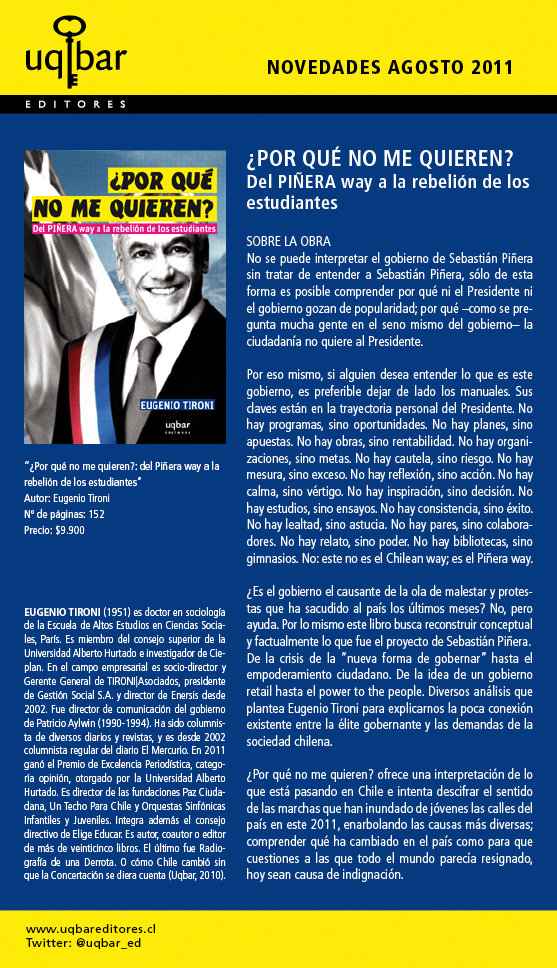 uqbar
EDITORES
NOVEDADES AGOSTO 2011
¿POR QUÉ
NO ME QUIEREN?
Del PIÑERA way a la rebelión de los estudiantes
EUGENIO TIRONI
uqbar
EDITORES
"¿Por qué no me quieren?: del Piñera way a la
rebelión de los estudiantes"
Autor: Eugenio Tironi
Nº de páginas: 152
Precio: $9.900
EUGENIO TIRONI (1951) es doctor en sociología
de la Escuela de Altos Estudios en Ciencias Socia-
les, París. Es miembro del consejo superior de la
Universidad Alberto Hurtado e investigador de Cie-
plan. En el campo empresarial es socio-director y
Gerente General de TIRONI|Asociados, presidente
de Gestión Social S.A. y director de Enersis desde
2002. Fue director de comunicación del gobierno
de Patricio Aylwin (1990-1994). Ha sido columnis-
ta de diversos diarios y revistas, y es desde 2002
columnista regular del diario El Mercurio. En 2011
ganó el Premio de Excelencia Periodística, catego-
ría opinión, otorgado por la Universidad Alberto
Hurtado. Es director de las fundaciones Paz Ciuda-
dana, Un Techo Para Chile y Orquestas Sinfónicas
Infantiles y Juveniles. Integra además el consejo
directivo de Elige Educar. Es autor, coautor o editor
de más de veinticinco libros. El último fue Radio-
grafía de una Derrota. O cómo Chile cambió sin
que la Concertación se diera cuenta (Uqbar, 2010).
¿POR QUÉ NO ME QUIEREN?
Del PIÑERA way a la rebelión de los
estudiantes
SOBRE LA OBRA
No se puede interpretar el gobierno de Sebastián Piñera
sin tratar de entender a Sebastián Piñera, sólo de esta
forma es posible comprender por qué ni el Presidente ni
el gobierno gozan de popularidad; por qué –como se pre-
gunta mucha gente en el seno mismo del gobierno– la
ciudadanía no quiere al Presidente.
Por eso mismo, si alguien desea entender lo que es este
gobierno, es preferible dejar de lado los manuales. Sus
claves están en la trayectoria personal del Presidente. No
hay programas, sino oportunidades. No hay planes, sino
apuestas. No hay obras, sino rentabilidad. No hay organi-
zaciones, sino metas. No hay cautela, sino riesgo. No hay
mesura, sino exceso. No hay reflexión, sino acción. No hay
calma, sino vértigo. No hay inspiración, sino decisión. No
hay estudios, sino ensayos. No hay consistencia, sino éxito.
No hay lealtad, sino astucia. No hay pares, sino colabora-
dores. No hay relato, sino poder. No hay bibliotecas, sino
gimnasios. No: este no es el Chilean way; es el Piñera way.
¿Es el gobierno el causante de la ola de malestar y protes-
tas que ha sacudido al país los últimos meses? No, pero
ayuda. Por lo mismo este libro busca reconstruir conceptual
y factualmente lo que fue el proyecto de Sebastián Piñera.
De la crisis de la "nueva forma de gobernar" hasta el
empoderamiento ciudadano. De la idea de un gobierno
retail hasta el power to the people. Diversos análisis que
plantea Eugenio Tironi para explicarnos la poca conexión
existente entre la élite gobernante y las demandas de la
sociedad chilena.
¿Por qué no me quieren? ofrece una interpretación de lo
que está pasando en Chile e intenta descifrar el sentido
de las marchas que han inundado de jóvenes las calles del
país en este 2011, enarbolando las causas más diversas;
comprender qué ha cambiado en el país como para que
cuestiones a las que todo el mundo parecía resignado,
hoy sean causa de indignación.
www.uqbareditores.cl
Twitter: @uqbar_ed